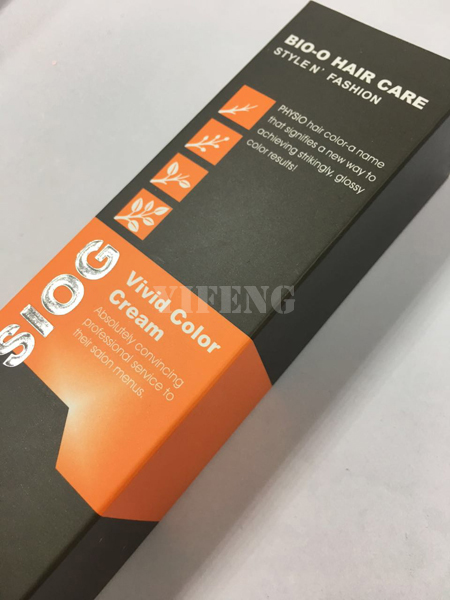 BIO-O HAIR CARE
STYLE N' FASHION
PHYSIO hair color-a name
that signifies a new way to
achieving strikingly, glossy
color results!
SIOG
Vivid Color
Cream
Absolutely convincing
professional service to
their salon menus.
YIFENG